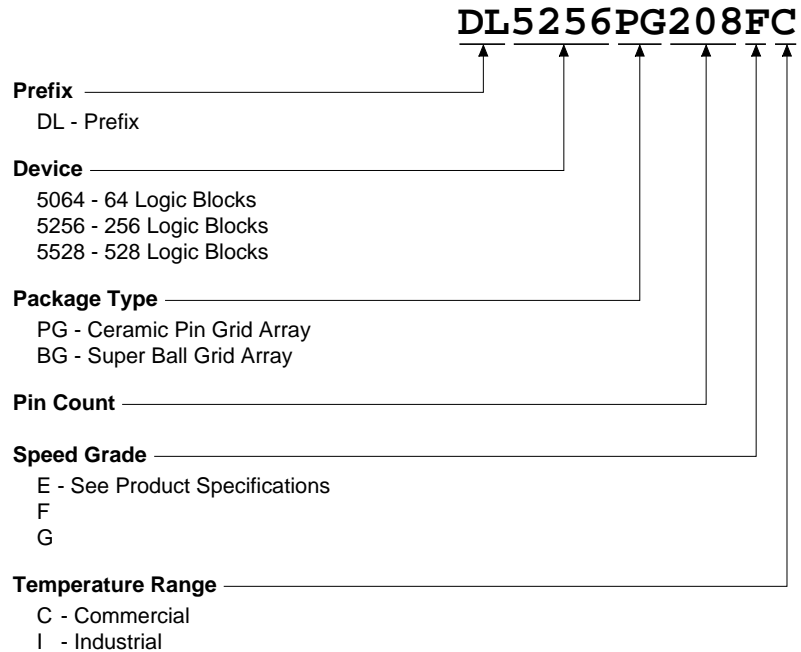 DL5256PG208FC
Prefix
DL - Prefix
Device
5064 - 64 Logic Blocks
5256 - 256 Logic Blocks
5528 - 528 Logic Blocks
Package Type
PG - Ceramic Pin Grid Array
BG - Super Ball Grid Array
Pin Count
Speed Grade
E - See Product Specifications
F
G
Temperature Range
C - Commercial
I - Industrial